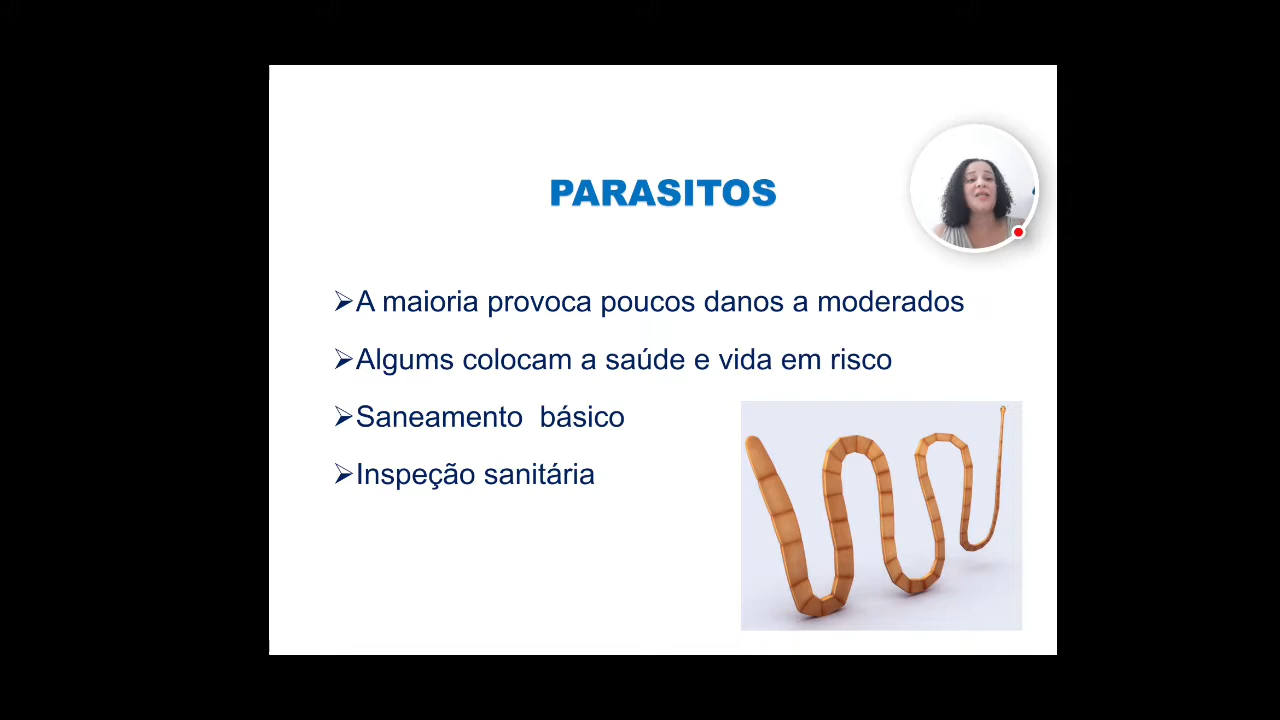 PARASITOS
➢A maioria provoca poucos danos a moderados
➢Algums colocam a saúde e vida em risco
➢Saneamento  básico
➢Inspeção sanitária